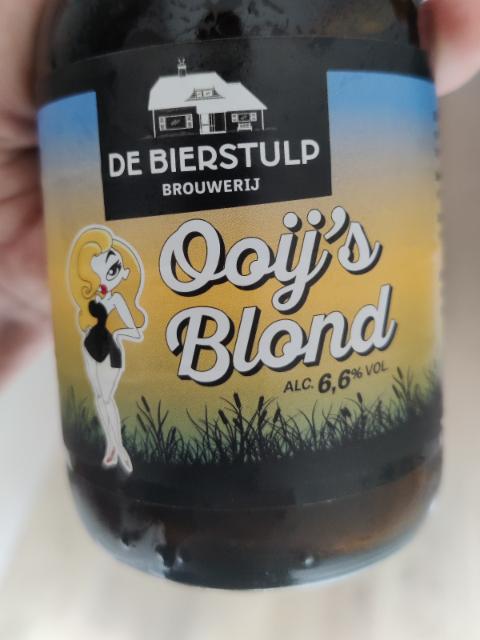 DE BIERSTULP
BROUWERIJ
Ooij's
Blond
ALC. 6,6% VOL